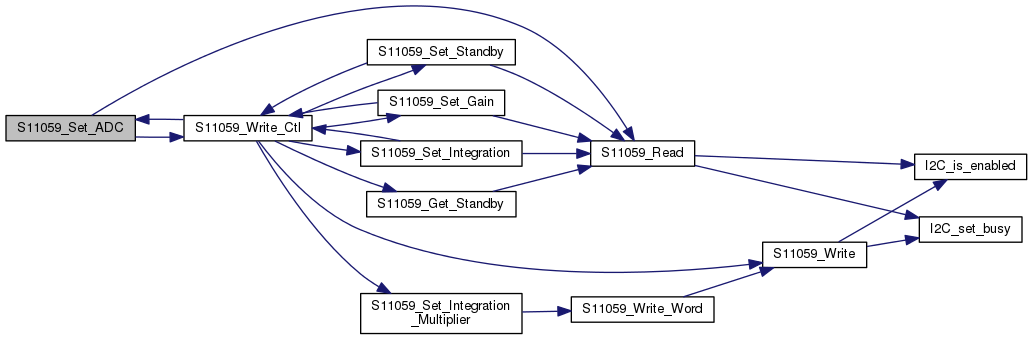 S11059_Set_ADC
S11059_Write_Ctl
S11059_Set_Standby
S11059_Set_Gain
S11059_Set_Integration
S11059_Get_Standby
S11059_Set_Integration
_Multiplier
S11059_Read
S11059_Write_Word
S11059_Write
I2C_is_enabled
I2C_set_busy